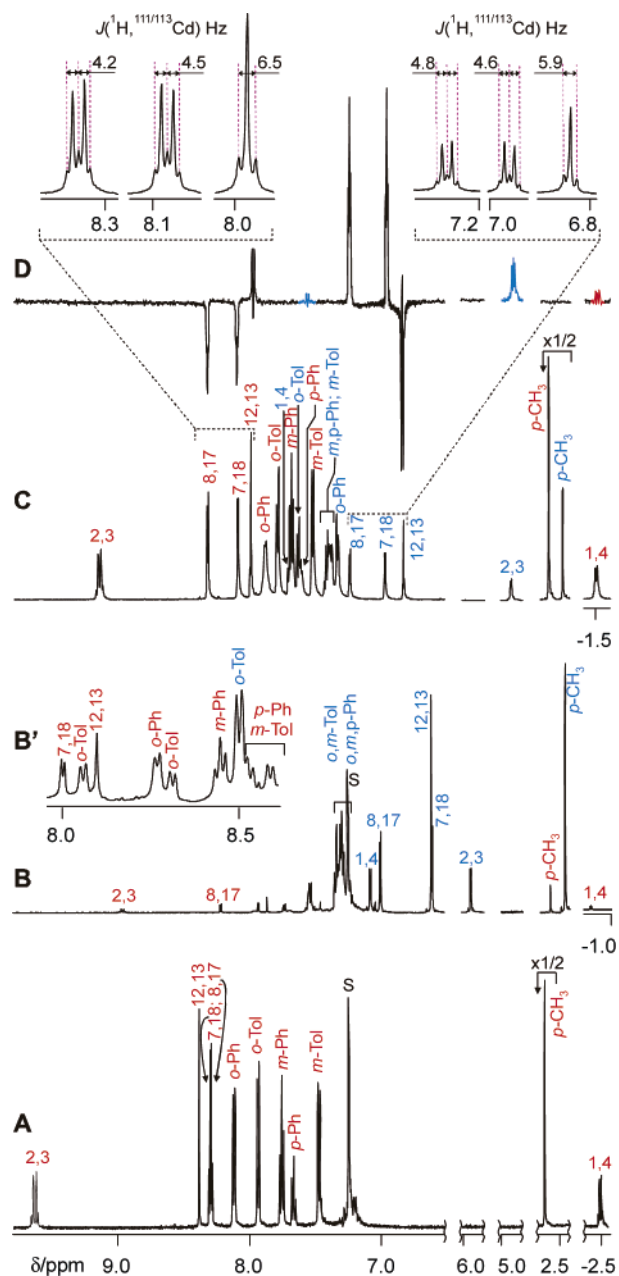 J(¹H, ¹¹¹/¹¹³Cd) Hz
J(¹H, ¹¹¹/¹¹³Cd) Hz
4.2
4.5
6.5
4.8
4.6
5.9
8.3
8.1
8.0
7.2
7.0
6.8
D
x1/2
C
2,3
8,17
7,18
12,13
o-Ph
o-Tol
1,4
m-Ph
o-Tol
p-Ph
m-Tol
m,p-Ph; m-Tol
o-Ph
8,17
7,18
12,13
2,3
p-CH₃
p-CH₃
1,4
-1.5
B'
7,18
o-Tol
12,13
o-Ph
o-Tol
m-Ph
o-Tol
p-Ph
m-Tol
8.0
8.5
B
2,3
8,17
o,m-Tol
o,m,p-Ph
S
1,4
8,17
12,13
7,18
2,3
p-CH₃
p-CH₃
1,4
-1.0
A
2,3
12,13
7,18; 8,17
o-Ph
o-Tol
m-Ph
p-Ph
m-Tol
S
x1/2
p-CH₃
1,4
δ/ppm 9.0 8.0 7.0 6.0 5.0 2.5 -2.5